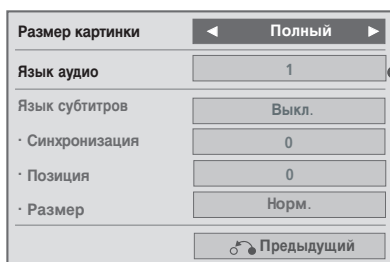 Размер картинки ◄ Полный ►
Язык аудио 1
Язык субтитров Выкл.
· Синхронизация 0
· Позиция 0
· Размер Норм.
Предыдущий